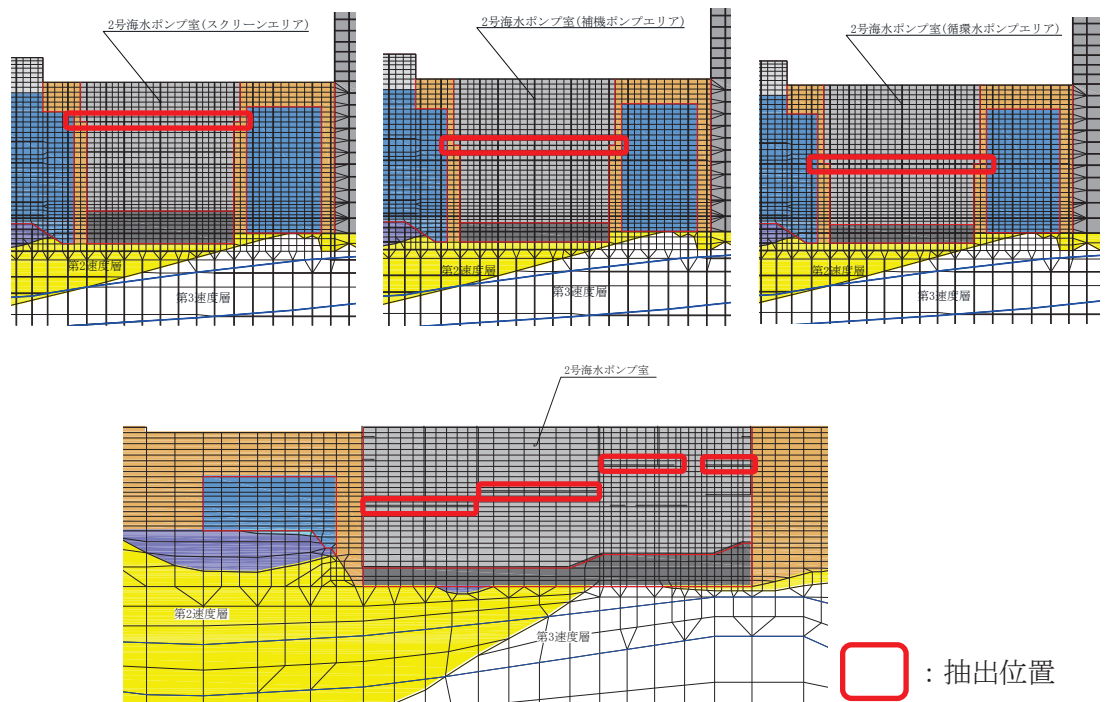 2号海水ポンプ室(スクリーンエリア)
2号海水ポンプ室(補機ポンプエリア)
2号海水ポンプ室(循環水ポンプエリア)
第2速度層
第3速度層
第2速度層
第3速度層
第2速度層
第3速度層
2号海水ポンプ室
第2速度層
第3速度層
：抽出位置